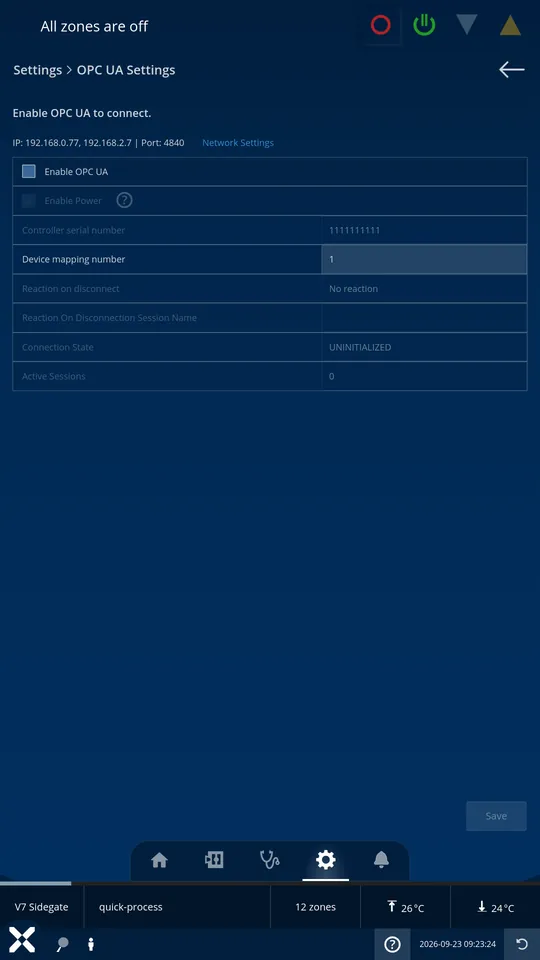 All zones are off
Settings > OPC UA Settings
Enable OPC UA to connect.
IP: 192.168.0.77, 192.168.2.7 | Port: 4840 Network Settings
Enable OPC UA
Enable Power ?
Controller serial number 1111111111
Device mapping number 1
Reaction on disconnect No reaction
Reaction On Disconnection Session Name
Connection State UNINITIALIZED
Active Sessions 0
Save
V7 Sidegate quick-process 12 zones 26°C 24°C
? 2026-09-23 09:23:24